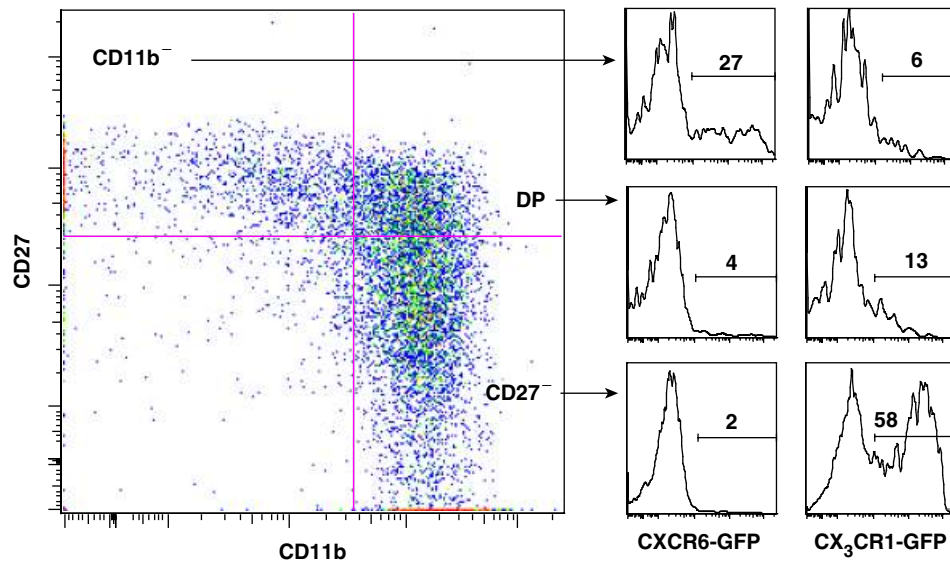 CD11b⁻
27
6
DP
4
13
CD27
CD27⁻
2
58
CD11b
CXCR6-GFP
CX₃CR1-GFP